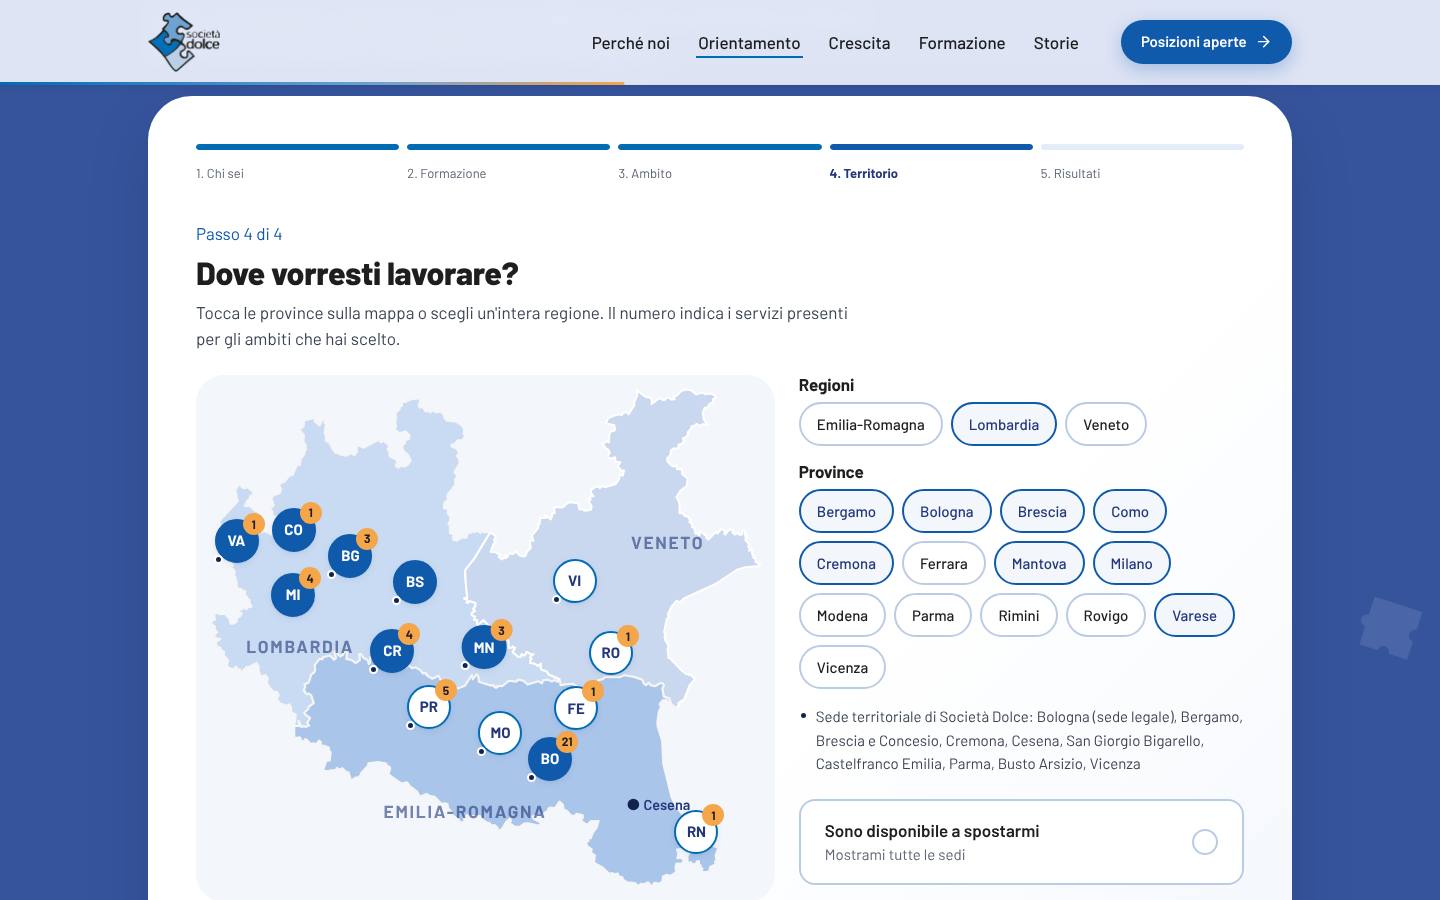 società
dolce
Perché noi
Orientamento
Crescita
Formazione
Storie
Posizioni aperte
1. Chi sei
2. Formazione
3. Ambito
4. Territorio
5. Risultati
Passo 4 di 4
Dove vorresti lavorare?
Tocca le province sulla mappa o scegli un'intera regione. Il numero indica i servizi presenti
per gli ambiti che hai scelto.
VA
1
CO
1
BG
3
MI
4
BS
VI
VENETO
LOMBARDIA
CR
4
MN
3
RO
1
PR
5
FE
1
MO
BO
21
EMILIA-ROMAGNA
Cesena
RN
1
Regioni
Emilia-Romagna
Lombardia
Veneto
Province
Bergamo
Bologna
Brescia
Como
Cremona
Ferrara
Mantova
Milano
Modena
Parma
Rimini
Rovigo
Varese
Vicenza
Sede territoriale di Società Dolce: Bologna (sede legale), Bergamo,
Brescia e Concesio, Cremona, Cesena, San Giorgio Bigarello,
Castelfranco Emilia, Parma, Busto Arsizio, Vicenza
Sono disponibile a spostarmi
Mostrami tutte le sedi